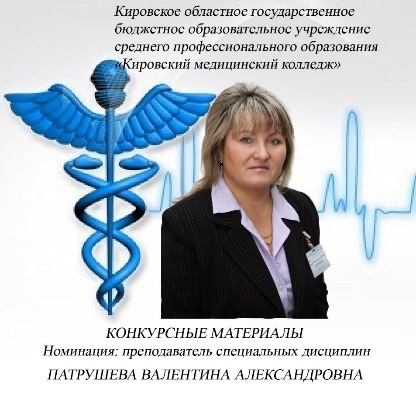 Кировское областное государственное
бюджетное образовательное учреждение
среднего профессионального образования
«Кировский медицинский колледж»
КОНКУРСНЫЕ МАТЕРИАЛЫ
Номинация: преподаватель специальных дисциплин
ПАТРУШЕВА ВАЛЕНТИНА АЛЕКСАНДРОВНА